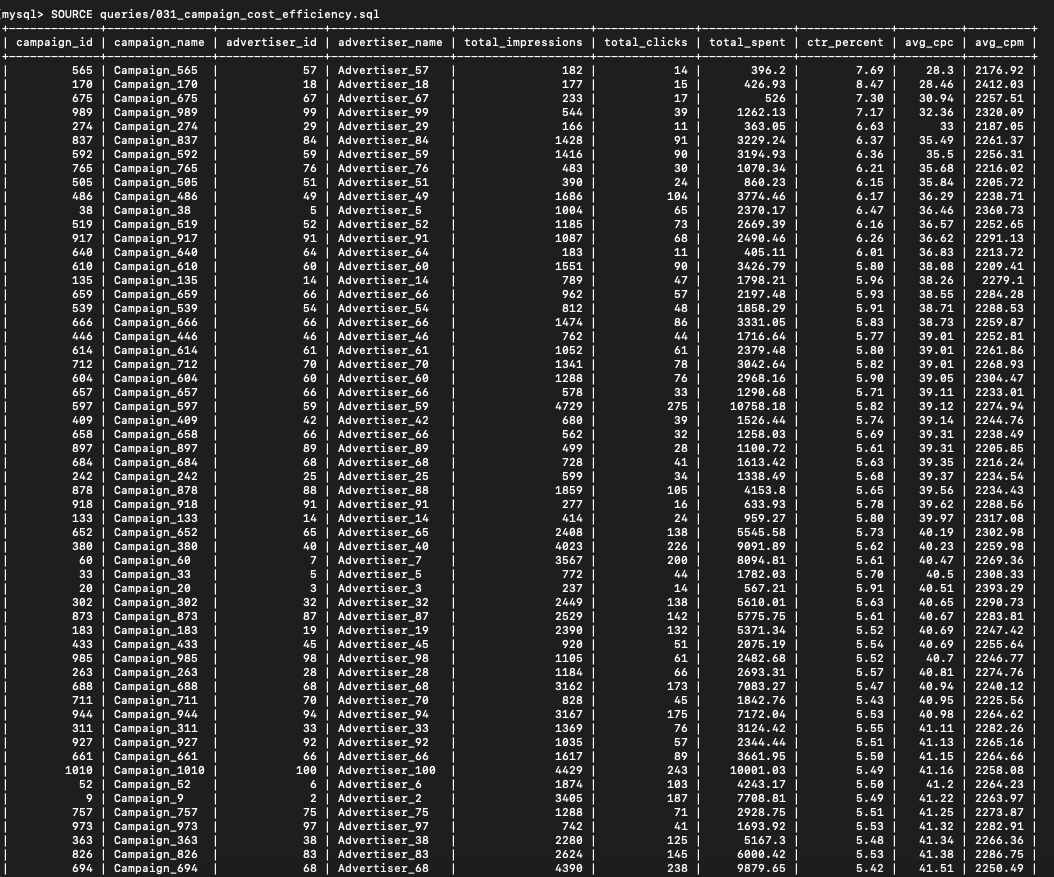 mysql> SOURCE queries/031_campaign_cost_efficiency.sql
| campaign_id | campaign_name | advertiser_id | advertiser_name | total_impressions | total_clicks | total_spent | ctr_percent | avg_cpc | avg_cpm |
| 565 | Campaign_565 | 57 | Advertiser_57 | 182 | 14 | 396.2 | 7.69 | 28.3 | 2176.92 |
| 170 | Campaign_170 | 18 | Advertiser_18 | 177 | 15 | 426.93 | 8.47 | 28.46 | 2412.03 |
| 675 | Campaign_675 | 67 | Advertiser_67 | 233 | 17 | 526 | 7.30 | 30.94 | 2257.51 |
| 989 | Campaign_989 | 99 | Advertiser_99 | 544 | 39 | 1262.13 | 7.17 | 32.36 | 2320.09 |
| 274 | Campaign_274 | 29 | Advertiser_29 | 166 | 11 | 363.05 | 6.63 | 33 | 2187.05 |
| 837 | Campaign_837 | 84 | Advertiser_84 | 1428 | 91 | 3229.24 | 6.37 | 35.49 | 2261.37 |
| 592 | Campaign_592 | 59 | Advertiser_59 | 1416 | 90 | 3194.93 | 6.36 | 35.5 | 2256.31 |
| 765 | Campaign_765 | 76 | Advertiser_76 | 483 | 30 | 1070.34 | 6.21 | 35.68 | 2216.02 |
| 505 | Campaign_505 | 51 | Advertiser_51 | 390 | 24 | 860.23 | 6.15 | 35.84 | 2205.72 |
| 486 | Campaign_486 | 49 | Advertiser_49 | 1686 | 104 | 3774.46 | 6.17 | 36.29 | 2238.71 |
| 38 | Campaign_38 | 5 | Advertiser_5 | 1004 | 65 | 2370.17 | 6.47 | 36.46 | 2360.73 |
| 519 | Campaign_519 | 52 | Advertiser_52 | 1185 | 73 | 2669.39 | 6.16 | 36.57 | 2252.65 |
| 917 | Campaign_917 | 91 | Advertiser_91 | 1087 | 68 | 2490.46 | 6.26 | 36.62 | 2291.13 |
| 640 | Campaign_640 | 64 | Advertiser_64 | 183 | 11 | 405.11 | 6.01 | 36.83 | 2213.72 |
| 610 | Campaign_610 | 60 | Advertiser_60 | 1551 | 90 | 3426.79 | 5.80 | 38.08 | 2209.41 |
| 135 | Campaign_135 | 14 | Advertiser_14 | 789 | 47 | 1798.21 | 5.96 | 38.26 | 2279.1 |
| 659 | Campaign_659 | 66 | Advertiser_66 | 962 | 57 | 2197.48 | 5.93 | 38.55 | 2284.28 |
| 539 | Campaign_539 | 54 | Advertiser_54 | 812 | 48 | 1858.29 | 5.91 | 38.71 | 2288.53 |
| 666 | Campaign_666 | 66 | Advertiser_66 | 1474 | 86 | 3331.05 | 5.83 | 38.73 | 2259.87 |
| 446 | Campaign_446 | 46 | Advertiser_46 | 762 | 44 | 1716.64 | 5.77 | 39.01 | 2252.81 |
| 614 | Campaign_614 | 61 | Advertiser_61 | 1052 | 61 | 2379.48 | 5.80 | 39.01 | 2261.86 |
| 712 | Campaign_712 | 70 | Advertiser_70 | 1341 | 78 | 3042.64 | 5.82 | 39.01 | 2268.93 |
| 604 | Campaign_604 | 60 | Advertiser_60 | 1288 | 76 | 2968.16 | 5.90 | 39.05 | 2304.47 |
| 657 | Campaign_657 | 66 | Advertiser_66 | 578 | 33 | 1290.68 | 5.71 | 39.11 | 2233.01 |
| 597 | Campaign_597 | 59 | Advertiser_59 | 4729 | 275 | 10758.18 | 5.82 | 39.12 | 2274.94 |
| 409 | Campaign_409 | 42 | Advertiser_42 | 680 | 39 | 1526.44 | 5.74 | 39.14 | 2244.76 |
| 658 | Campaign_658 | 66 | Advertiser_66 | 562 | 32 | 1258.03 | 5.69 | 39.31 | 2238.49 |
| 897 | Campaign_897 | 89 | Advertiser_89 | 499 | 28 | 1100.72 | 5.61 | 39.31 | 2205.85 |
| 684 | Campaign_684 | 68 | Advertiser_68 | 728 | 41 | 1613.42 | 5.63 | 39.35 | 2216.24 |
| 242 | Campaign_242 | 25 | Advertiser_25 | 599 | 34 | 1338.49 | 5.68 | 39.37 | 2234.54 |
| 878 | Campaign_878 | 88 | Advertiser_88 | 1859 | 105 | 4153.8 | 5.65 | 39.56 | 2234.43 |
| 918 | Campaign_918 | 91 | Advertiser_91 | 277 | 16 | 633.93 | 5.78 | 39.62 | 2288.56 |
| 133 | Campaign_133 | 14 | Advertiser_14 | 414 | 24 | 959.27 | 5.80 | 39.97 | 2317.08 |
| 652 | Campaign_652 | 65 | Advertiser_65 | 2408 | 138 | 5545.58 | 5.73 | 40.19 | 2302.98 |
| 380 | Campaign_380 | 40 | Advertiser_40 | 4023 | 226 | 9091.89 | 5.62 | 40.23 | 2259.98 |
| 60 | Campaign_60 | 7 | Advertiser_7 | 3567 | 200 | 8094.81 | 5.61 | 40.47 | 2269.36 |
| 33 | Campaign_33 | 5 | Advertiser_5 | 772 | 44 | 1782.03 | 5.70 | 40.5 | 2308.33 |
| 20 | Campaign_20 | 3 | Advertiser_3 | 237 | 14 | 567.21 | 5.91 | 40.51 | 2393.29 |
| 302 | Campaign_302 | 32 | Advertiser_32 | 2449 | 138 | 5610.01 | 5.63 | 40.65 | 2290.73 |
| 873 | Campaign_873 | 87 | Advertiser_87 | 2529 | 142 | 5775.75 | 5.61 | 40.67 | 2283.81 |
| 183 | Campaign_183 | 19 | Advertiser_19 | 2390 | 132 | 5371.34 | 5.52 | 40.69 | 2247.42 |
| 433 | Campaign_433 | 45 | Advertiser_45 | 920 | 51 | 2075.19 | 5.54 | 40.69 | 2255.64 |
| 985 | Campaign_985 | 98 | Advertiser_98 | 1105 | 61 | 2482.68 | 5.52 | 40.7 | 2246.77 |
| 263 | Campaign_263 | 28 | Advertiser_28 | 1184 | 66 | 2693.31 | 5.57 | 40.81 | 2274.76 |
| 688 | Campaign_688 | 68 | Advertiser_68 | 3162 | 173 | 7083.27 | 5.47 | 40.94 | 2240.12 |
| 711 | Campaign_711 | 70 | Advertiser_70 | 828 | 45 | 1842.76 | 5.43 | 40.95 | 2225.56 |
| 944 | Campaign_944 | 94 | Advertiser_94 | 3167 | 175 | 7172.04 | 5.53 | 40.98 | 2264.62 |
| 311 | Campaign_311 | 33 | Advertiser_33 | 1369 | 76 | 3124.42 | 5.55 | 41.11 | 2282.26 |
| 927 | Campaign_927 | 92 | Advertiser_92 | 1035 | 57 | 2344.44 | 5.51 | 41.13 | 2265.16 |
| 661 | Campaign_661 | 66 | Advertiser_66 | 1617 | 89 | 3661.95 | 5.50 | 41.15 | 2264.66 |
| 1010 | Campaign_1010 | 100 | Advertiser_100 | 4429 | 243 | 10001.03 | 5.49 | 41.16 | 2258.08 |
| 52 | Campaign_52 | 6 | Advertiser_6 | 1874 | 103 | 4243.17 | 5.50 | 41.2 | 2264.23 |
| 9 | Campaign_9 | 2 | Advertiser_2 | 3405 | 187 | 7708.81 | 5.49 | 41.22 | 2263.97 |
| 757 | Campaign_757 | 75 | Advertiser_75 | 1288 | 71 | 2928.75 | 5.51 | 41.25 | 2273.87 |
| 973 | Campaign_973 | 97 | Advertiser_97 | 742 | 41 | 1693.92 | 5.53 | 41.32 | 2282.91 |
| 363 | Campaign_363 | 38 | Advertiser_38 | 2280 | 125 | 5167.3 | 5.48 | 41.34 | 2266.36 |
| 826 | Campaign_826 | 83 | Advertiser_83 | 2624 | 145 | 6000.42 | 5.53 | 41.38 | 2286.75 |
| 694 | Campaign_694 | 68 | Advertiser_68 | 4390 | 238 | 9879.65 | 5.42 | 41.51 | 2250.49 |